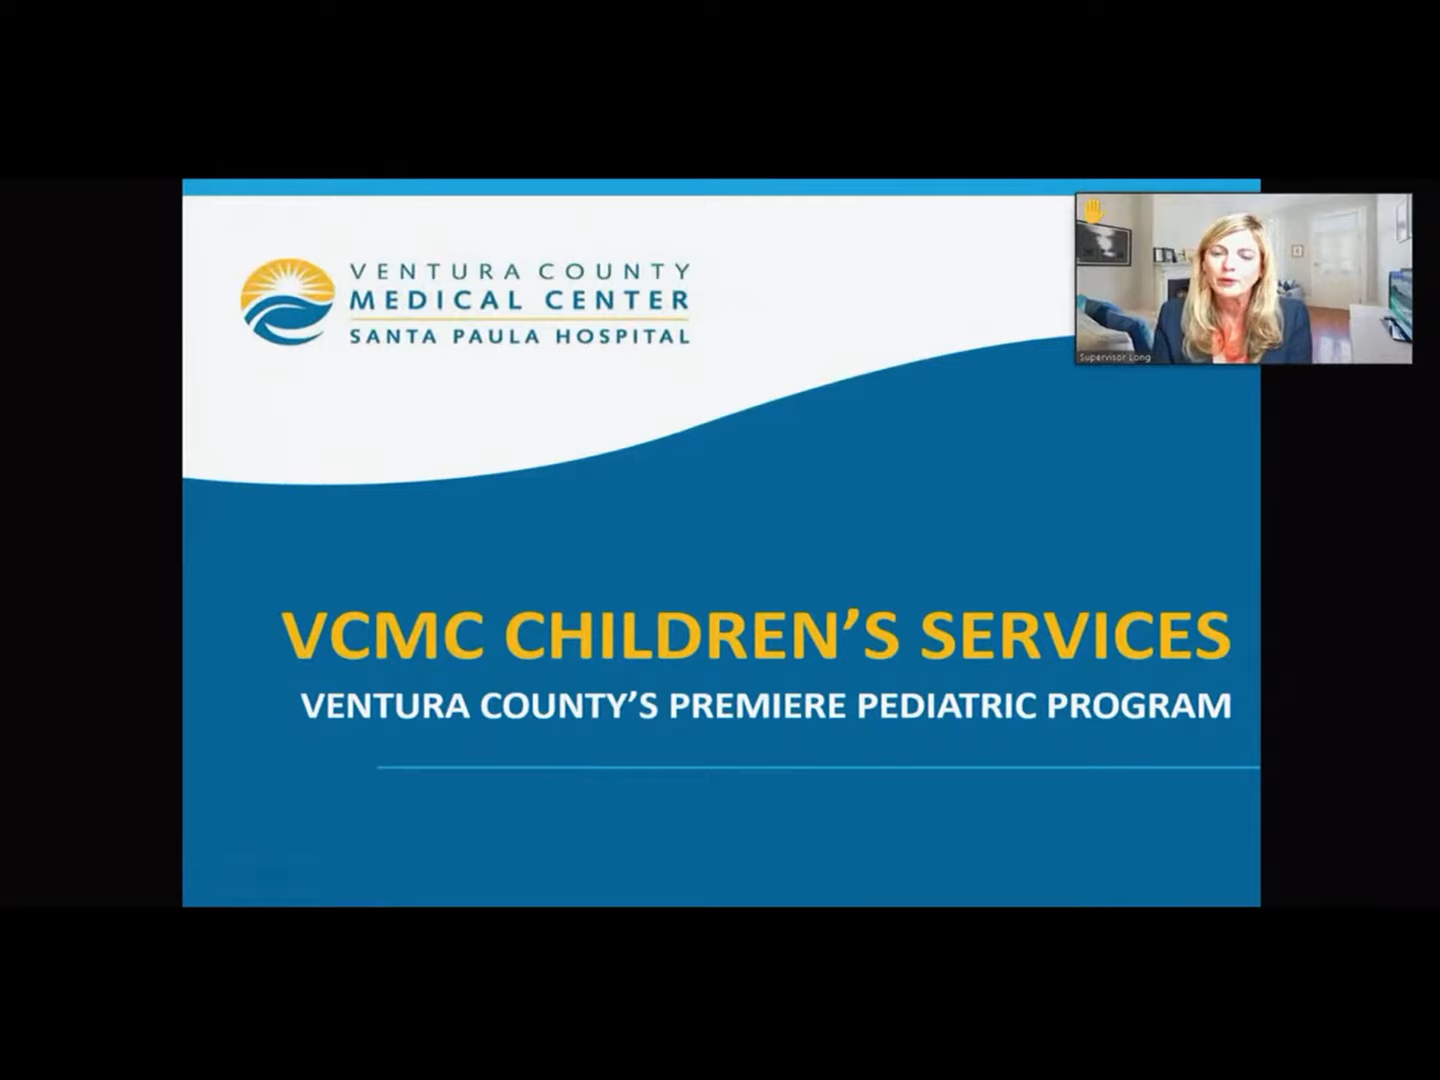 VENTURA COUNTY
MEDICAL CENTER
SANTA PAULA HOSPITAL
Supervisor Long
VCMC CHILDREN’S SERVICES
VENTURA COUNTY’S PREMIERE PEDIATRIC PROGRAM